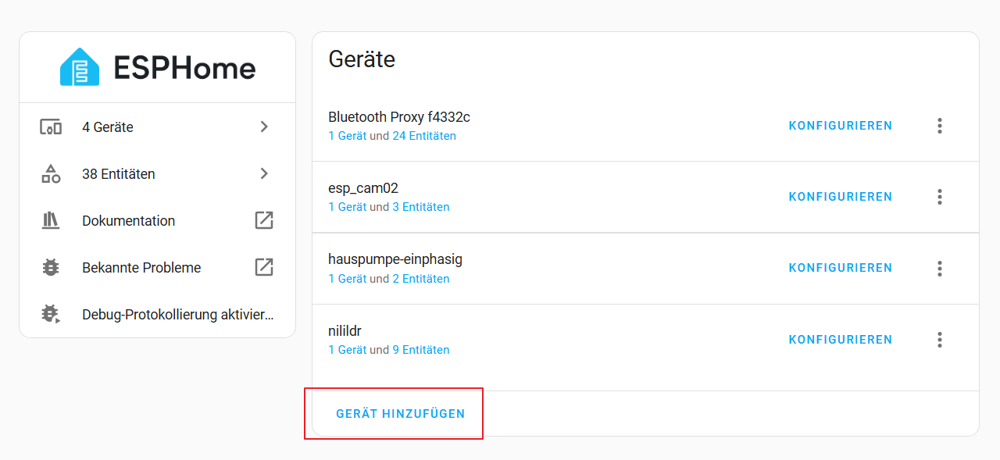 ESPHome
4 Geräte
38 Entitäten
Dokumentation
Bekannte Probleme
Debug-Protokollierung aktivier...
Geräte
Bluetooth Proxy f4332c
1 Gerät und 24 Entitäten
KONFIGURIEREN
esp_cam02
1 Gerät und 3 Entitäten
KONFIGURIEREN
hauspumpe-einphasig
1 Gerät und 2 Entitäten
KONFIGURIEREN
nilildr
1 Gerät und 9 Entitäten
KONFIGURIEREN
GERÄT HINZUFÜGEN